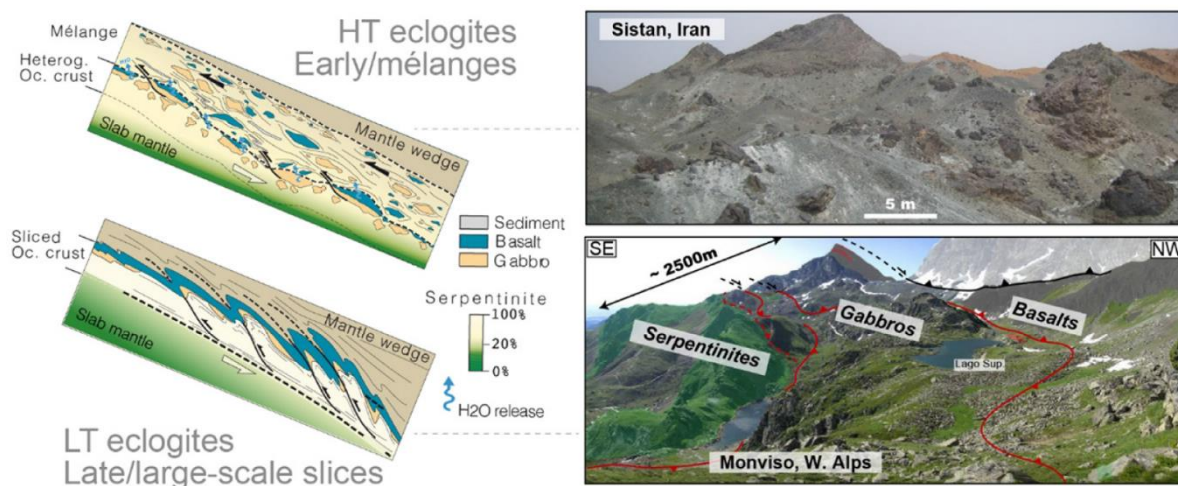 HT eclogites
Early/mélanges
Mélange
Heterog.
Oc. crust
Mantle wedge
Slab mantle
Sediment
Basalt
Gabbro
Sliced
Oc. crust
Slab mantle
Mantle wedge
Serpentinite
100%
20%
0%
H2O release
LT eclogites
Late/large-scale slices
Sistan, Iran
5 m
SE
~ 2500m
NW
Serpentinites
Gabbros
Basalts
Lago Sup.
Monviso, W. Alps